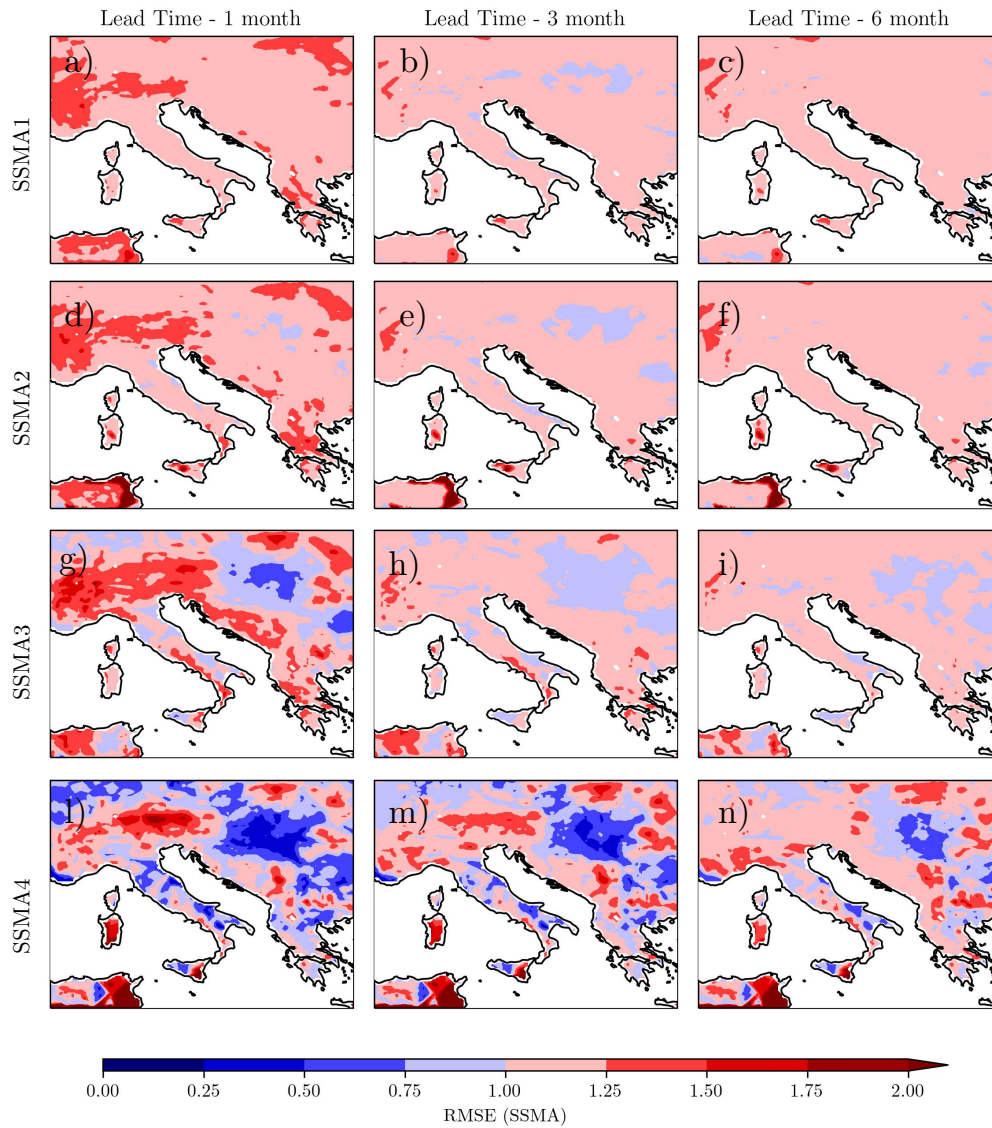 Lead Time - 1 month
Lead Time - 3 month
Lead Time - 6 month
SSMA1
a)
b)
c)
SSMA2
d)
e)
f)
SSMA3
g)
h)
i)
SSMA4
l)
m)
n)
0.00 0.25 0.50 0.75 1.00 1.25 1.50 1.75 2.00
RMSE (SSMA)